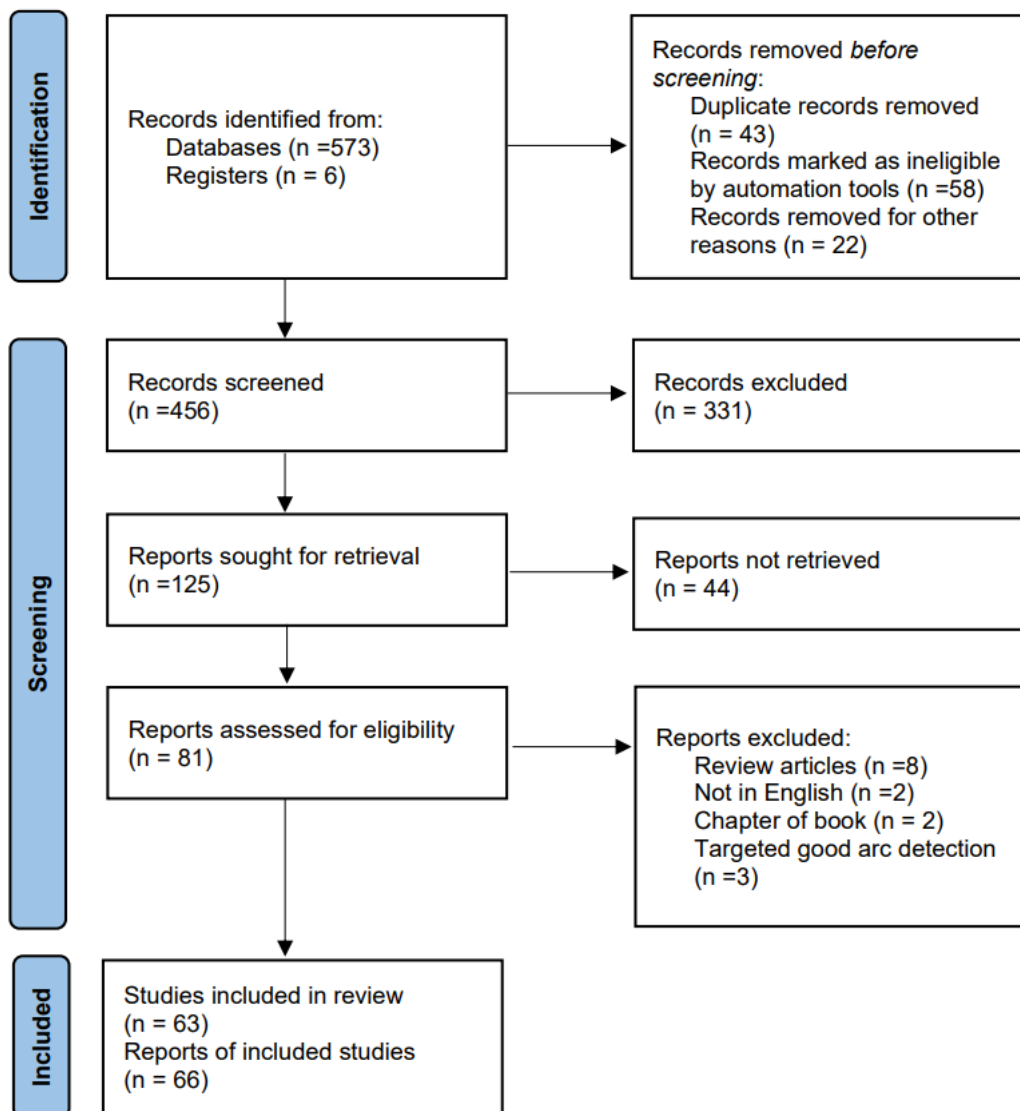 Identification
Records identified from:
Databases (n =573)
Registers (n = 6)
Records removed before
screening:
Duplicate records removed
(n = 43)
Records marked as ineligible
by automation tools (n =58)
Records removed for other
reasons (n = 22)
Screening
Records screened
(n =456)
Records excluded
(n = 331)
Reports sought for retrieval
(n =125)
Reports not retrieved
(n = 44)
Reports assessed for eligibility
(n = 81)
Reports excluded:
Review articles (n =8)
Not in English (n =2)
Chapter of book (n = 2)
Targeted good arc detection
(n =3)
Included
Studies included in review
(n = 63)
Reports of included studies
(n = 66)